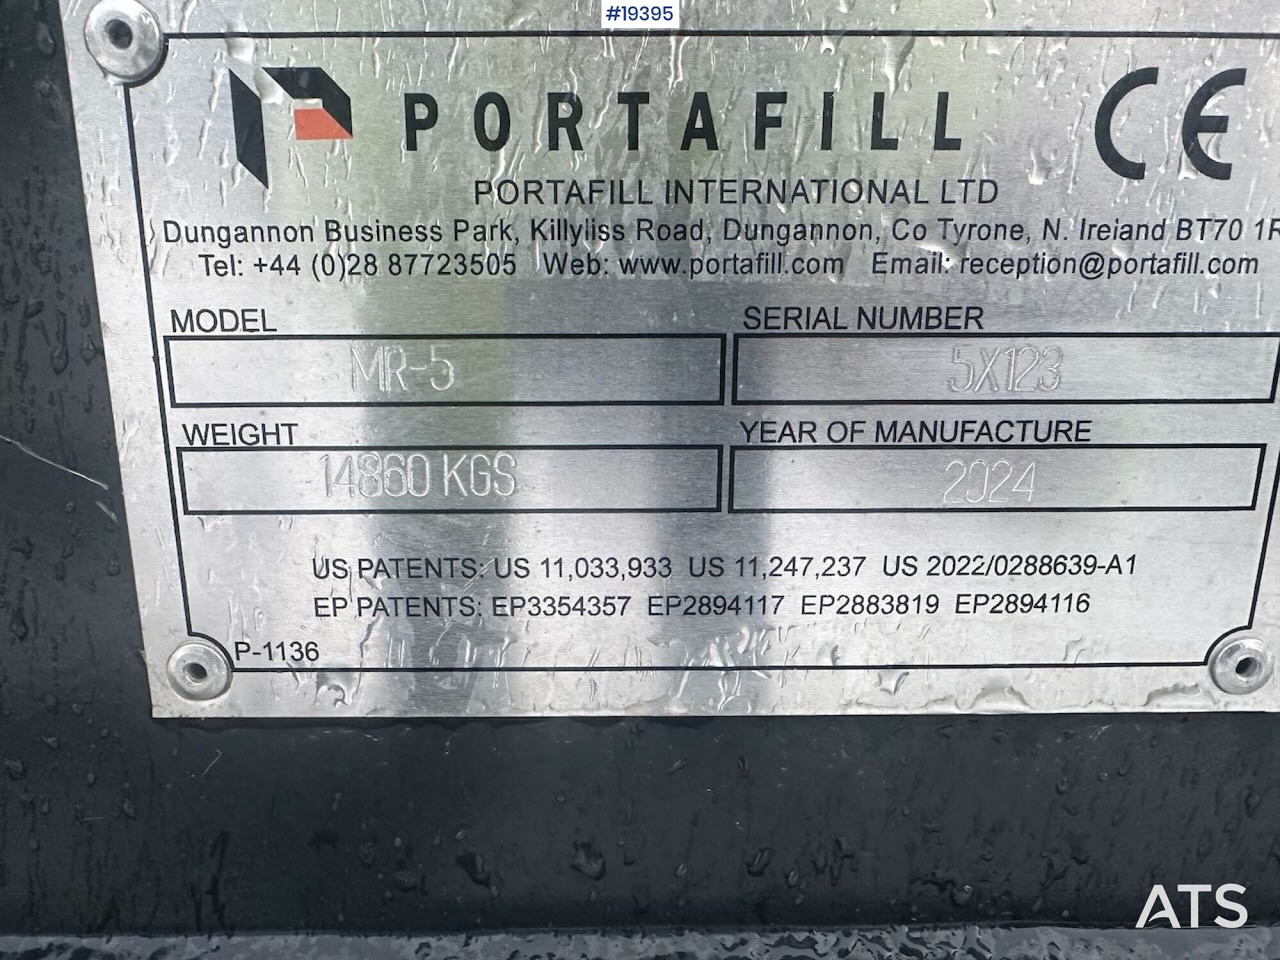 #19395
PORTAFILL CE
PORTAFILL INTERNATIONAL LTD
Dungannon Business Park, Killyliss Road, Dungannon, Co Tyrone, N. Ireland BT70
Tel: +44 (0)28 87723505 Web: www.portafill.com Email: reception@portafill.com
MODEL SERIAL NUMBER
MR-5 5X123
WEIGHT YEAR OF MANUFACTURE
14860 KGS 2024
US PATENTS: US 11,033,933 US 11,247,237 US 2022/0288639-A1
EP PATENTS: EP3354357 EP2894117 EP2883819 EP2894116
P-1136
ATS